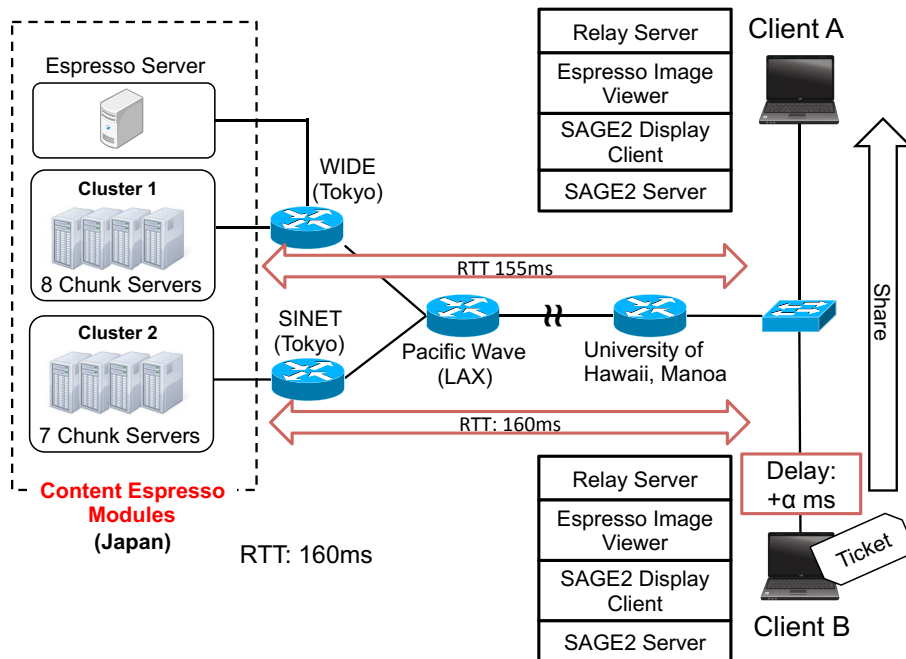 Espresso Server
Cluster 1
8 Chunk Servers
Cluster 2
7 Chunk Servers
Content Espresso
Modules
(Japan)
RTT: 160ms
WIDE
(Tokyo)
SINET
(Tokyo)
RTT 155ms
Pacific Wave
(LAX)
University of
Hawaii, Manoa
RTT: 160ms
Relay Server
Espresso Image
Viewer
SAGE2 Display
Client
SAGE2 Server
Client A
Share
Relay Server
Espresso Image
Viewer
SAGE2 Display
Client
SAGE2 Server
Delay:
+α ms
Ticket
Client B